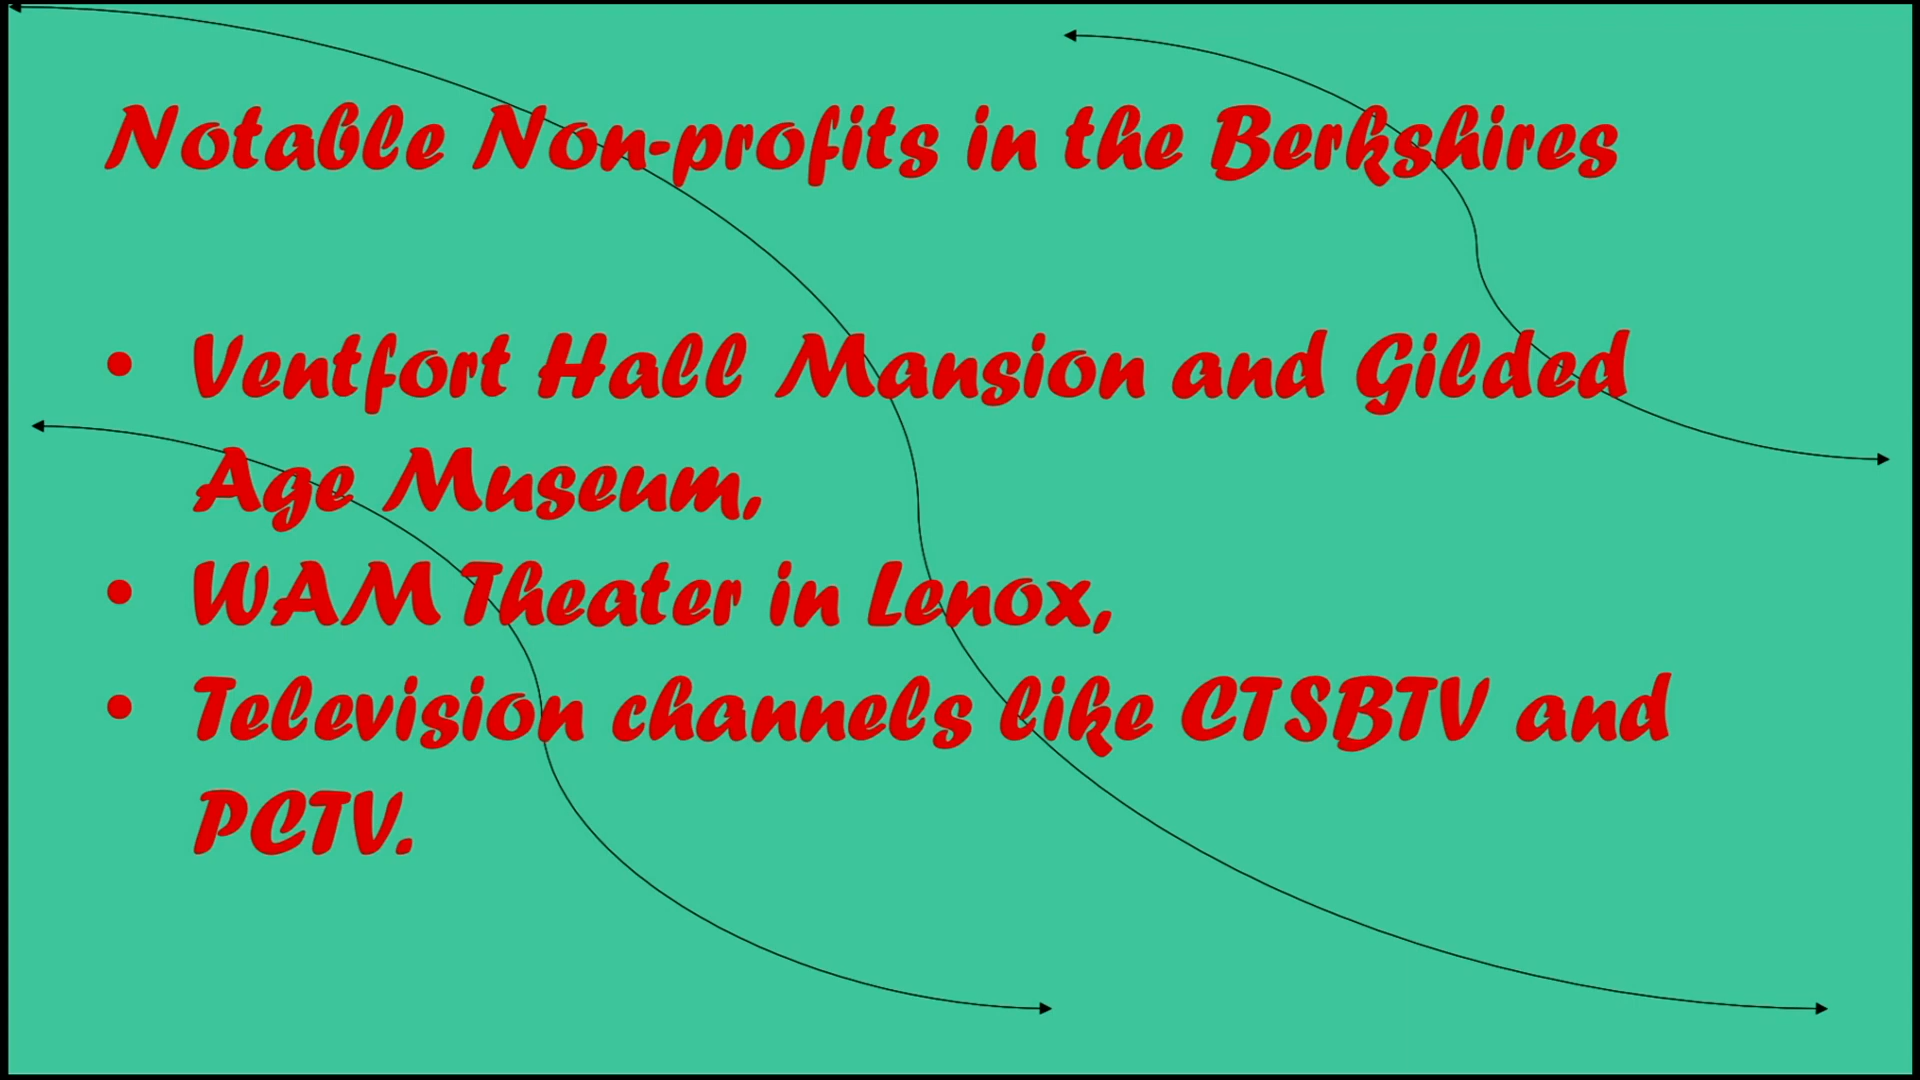 Notable Non-profits in the Berkshires
• Ventfort Hall Mansion and Gilded
Age Museum,
• WAM Theater in Lenox,
• Television channels like CTSBTV and
PCTV.